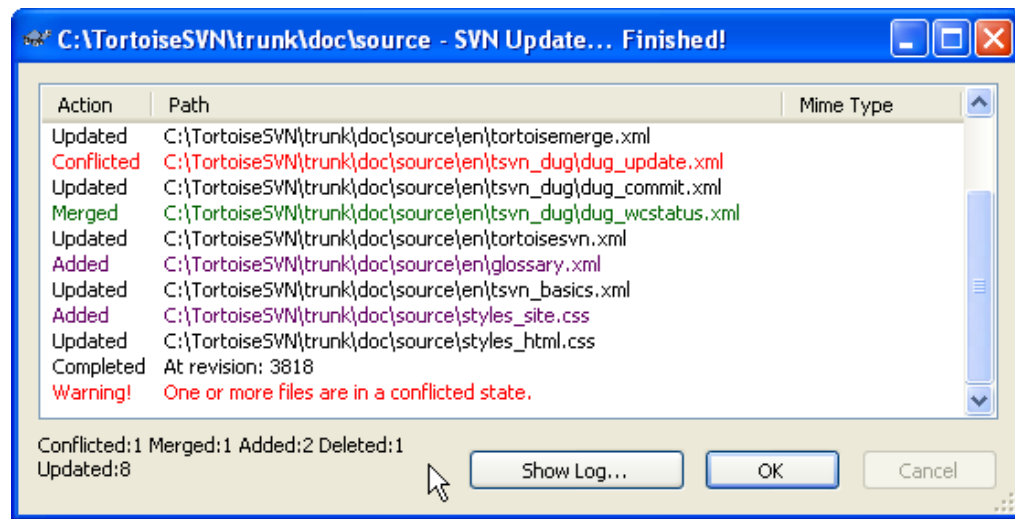 C:\TortoiseSVN\trunk\doc\source - SVN Update... Finished!
Action Path Mime Type
Updated C:\TortoiseSVN\trunk\doc\source\en\tortoisemerge.xml
Conflicted C:\TortoiseSVN\trunk\doc\source\en\tsvn_dug\dug_update.xml
Updated C:\TortoiseSVN\trunk\doc\source\en\tsvn_dug\dug_commit.xml
Merged C:\TortoiseSVN\trunk\doc\source\en\tsvn_dug\dug_wcstatus.xml
Updated C:\TortoiseSVN\trunk\doc\source\en\tortoisesvn.xml
Added C:\TortoiseSVN\trunk\doc\source\en\glossary.xml
Updated C:\TortoiseSVN\trunk\doc\source\en\tsvn_basics.xml
Added C:\TortoiseSVN\trunk\doc\source\styles_site.css
Updated C:\TortoiseSVN\trunk\doc\source\styles_html.css
Completed At revision: 3818
Warning! One or more files are in a conflicted state.
Conflicted:1 Merged:1 Added:2 Deleted:1
Updated:8
Show Log... OK Cancel